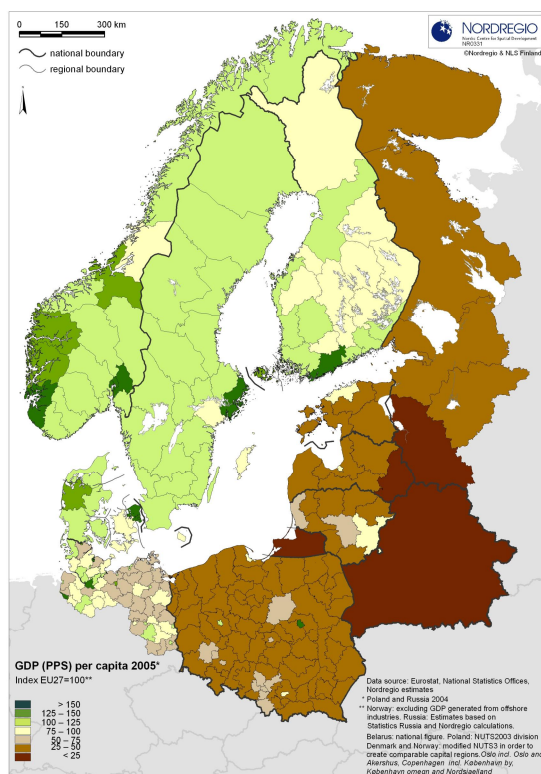 0 150 300 km
national boundary
regional boundary
NORDREGIO
Nordic Center for Spatial Development
NR0331
©Nordregio & NLS Finland
GDP (PPS) per capita 2005*
Index EU27=100**
> 150
125 – 150
100 – 125
75 – 100
50 – 75
25 – 50
< 25
Data source: Eurostat, National Statistics Offices,
Nordregio estimates
* Poland and Russia 2004
** Norway: excluding GDP generated from offshore
industries. Russia: Estimates based on
Statistics Russia and Nordregio calculations.
Belarus: national figure. Poland: NUTS2003 division
Denmark and Norway: modified NUTS3 in order to
create comparable capital regions. Oslo incl. Oslo and
Akershus, Copenhagen incl. København by,
København omegn and Nordsjaelland